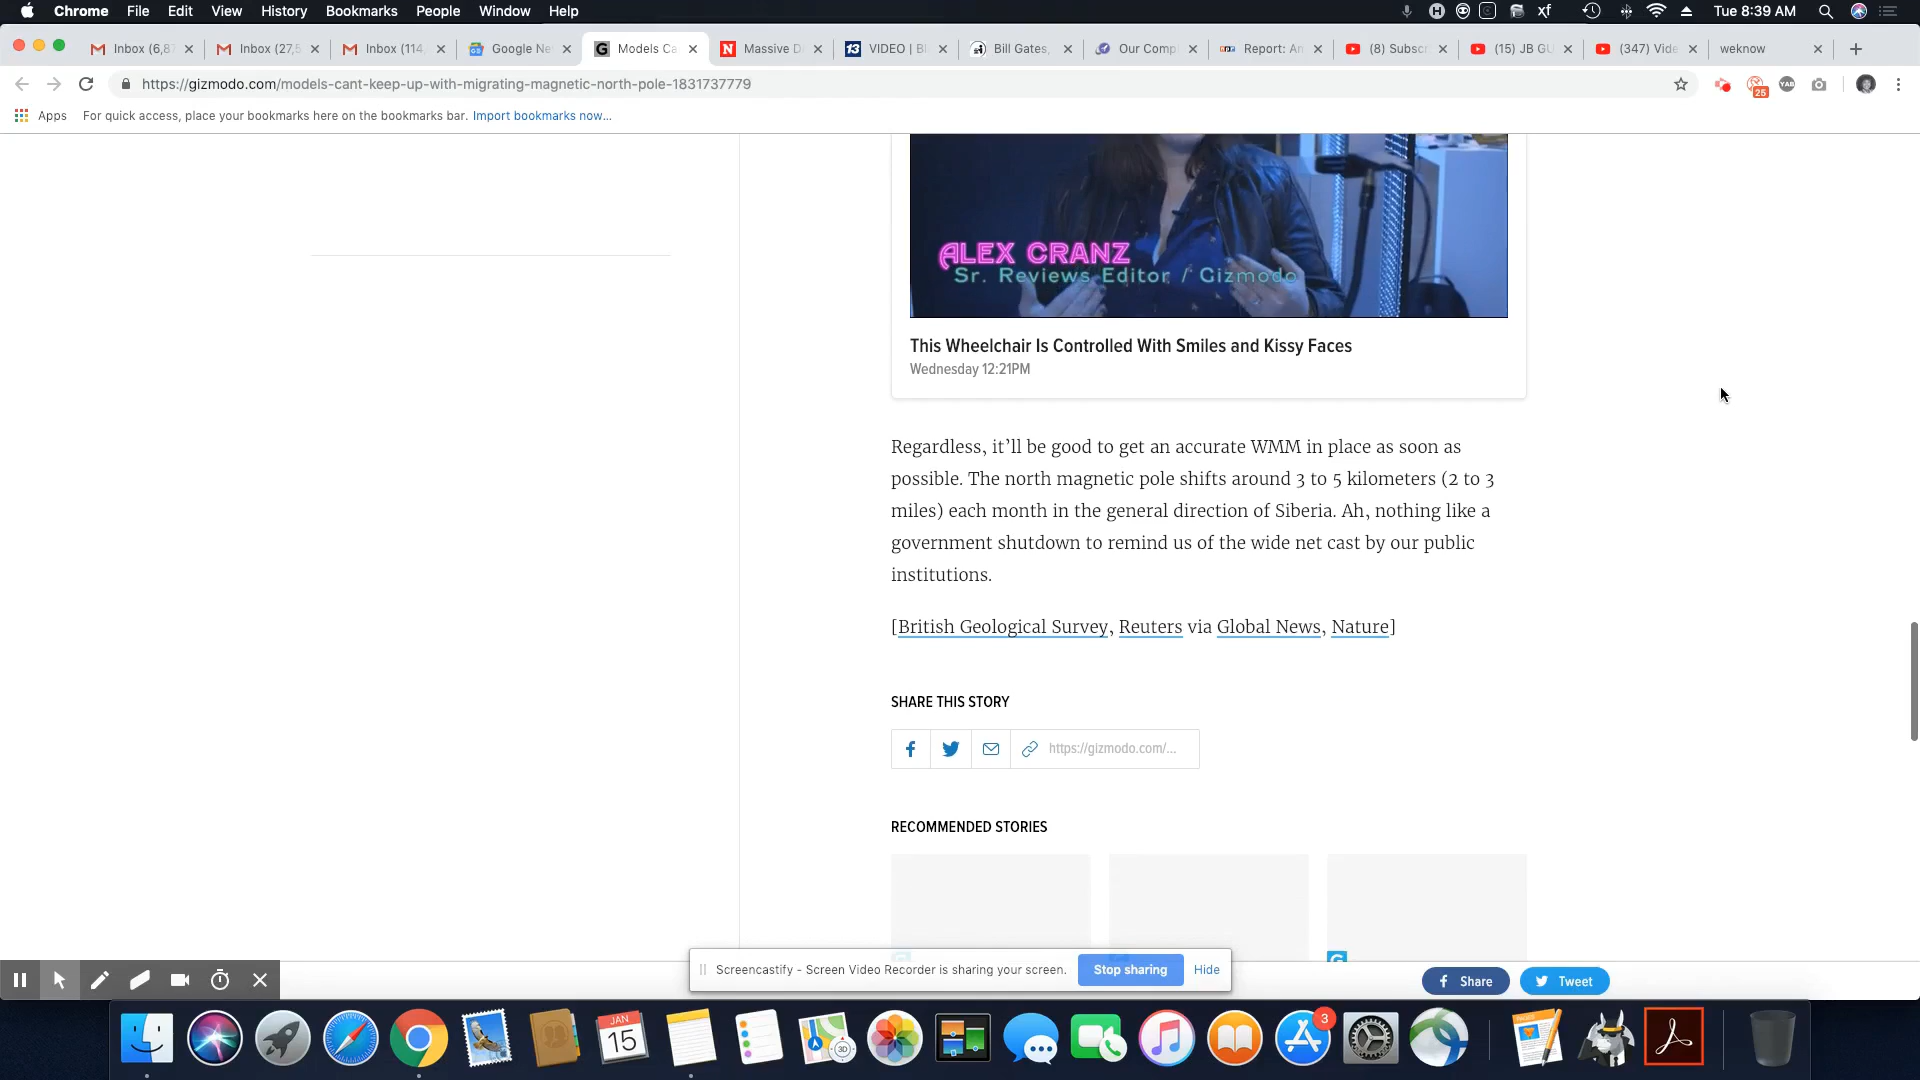 Chrome File Edit View History Bookmarks People Window Help
Tue 8:39 AM
Inbox (6,8
Inbox (27,5
Inbox (114,
Google Ne
Models Ca
Massive D
VIDEO | Bl
Bill Gates,
Our Comp
Report: An
(8) Subsc
(15) JB GU
(347) Vide
weknow
https://gizmodo.com/models-cant-keep-up-with-migrating-magnetic-north-pole-1831737779
25
YAB
Apps For quick access, place your bookmarks here on the bookmarks bar. Import bookmarks now...
ALEX CRANZ
Sr. Reviews Editor / Gizmodo
This Wheelchair Is Controlled With Smiles and Kissy Faces
Wednesday 12:21PM
Regardless, it’ll be good to get an accurate WMM in place as soon as
possible. The north magnetic pole shifts around 3 to 5 kilometers (2 to 3
miles) each month in the general direction of Siberia. Ah, nothing like a
government shutdown to remind us of the wide net cast by our public
institutions.
[British Geological Survey, Reuters via Global News, Nature]
SHARE THIS STORY
https://gizmodo.com/...
RECOMMENDED STORIES
Screencastify - Screen Video Recorder is sharing your screen.
Stop sharing
Hide
Share
Tweet
JAN
15
3D
3
PAGES